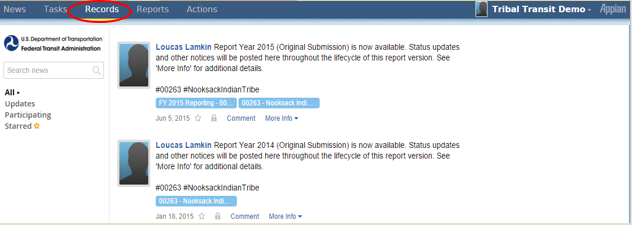 News Tasks Records Reports Actions Tribal Transit Demo Appian
U.S. Department of Transportation
Federal Transit Administration
Search news
All
Updates
Participating
Starred
Loucas Lamkin Report Year 2015 (Original Submission) is now available. Status updates
and other notices will be posted here throughout the lifecycle of this report version. See
'More Info' for additional details.
#00263 #NooksackIndianTribe
FY 2015 Reporting - 00... 00263 - Nooksack Indi...
Jun 5, 2015 Comment More Info
Loucas Lamkin Report Year 2014 (Original Submission) is now available. Status updates
and other notices will be posted here throughout the lifecycle of this report version. See
'More Info' for additional details.
#00263 #NooksackIndianTribe
00263 - Nooksack Indi...
Jan 16, 2015 Comment More Info